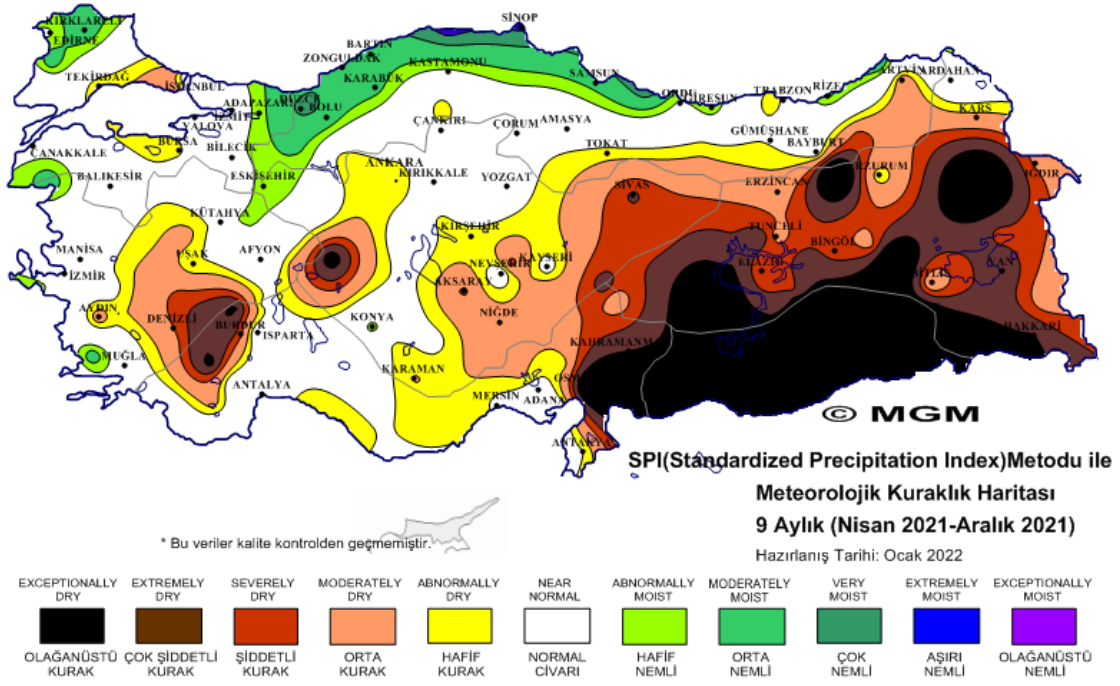 SİNOP
KIRKLARELİ
EDİRNE
BARTIN
ZONGULDAK
KASTAMONU
TEKİRDAĞ
İSTANBUL
KARABÜK
SAMSUN
ARTVİN
ARDAHAN
ADAPAZARI
DÜZCE
BOLU
ORDU
GİRESUN
TRABZON
RİZE
İZMİT
YALOVA
ÇANKIRI
ÇORUM
AMASYA
KARS
BURSA
BİLECİK
TOKAT
GÜMÜŞHANE
BAYBURT
ÇANAKKALE
ANKARA
ERZURUM
BALIKESİR
ESKİŞEHİR
KIRIKKALE
YOZGAT
SİVAS
ERZİNCAN
IĞDIR
KÜTAHYA
KIRŞEHİR
TUNCELİ
MANİSA
UŞAK
AFYON
NEVŞEHİR
KAYSERİ
ELAZIĞ
BİNGÖL
BİTLİS
VAN
İZMİR
AKSARAY
AYDIN
DENİZLİ
BURDUR
ISPARTA
KONYA
NİĞDE
HAKKARİ
MUĞLA
KARAMAN
KAHRAMANM
ANTALYA
MERSİN
ADANA
OSM
ANTAKYA
© MGM
SPI(Standardized Precipitation Index)Metodu ile
Meteorolojik Kuraklık Haritası
9 Aylık (Nisan 2021-Aralık 2021)
Hazırlanış Tarihi: Ocak 2022
* Bu veriler kalite kontrolden geçmemiştir.
EXCEPTIONALLY DRY
EXTREMELY DRY
SEVERELY DRY
MODERATELY DRY
ABNORMALLY DRY
NEAR NORMAL
ABNORMALLY MOIST
MODERATELY MOIST
VERY MOIST
EXTREMELY MOIST
EXCEPTIONALLY MOIST
OLAĞANÜSTÜ KURAK
ÇOK ŞİDDETLİ KURAK
ŞİDDETLİ KURAK
ORTA KURAK
HAFİF KURAK
NORMAL CİVARI
HAFİF NEMLİ
ORTA NEMLİ
ÇOK NEMLİ
AŞIRI NEMLİ
OLAĞANÜSTÜ NEMLİ